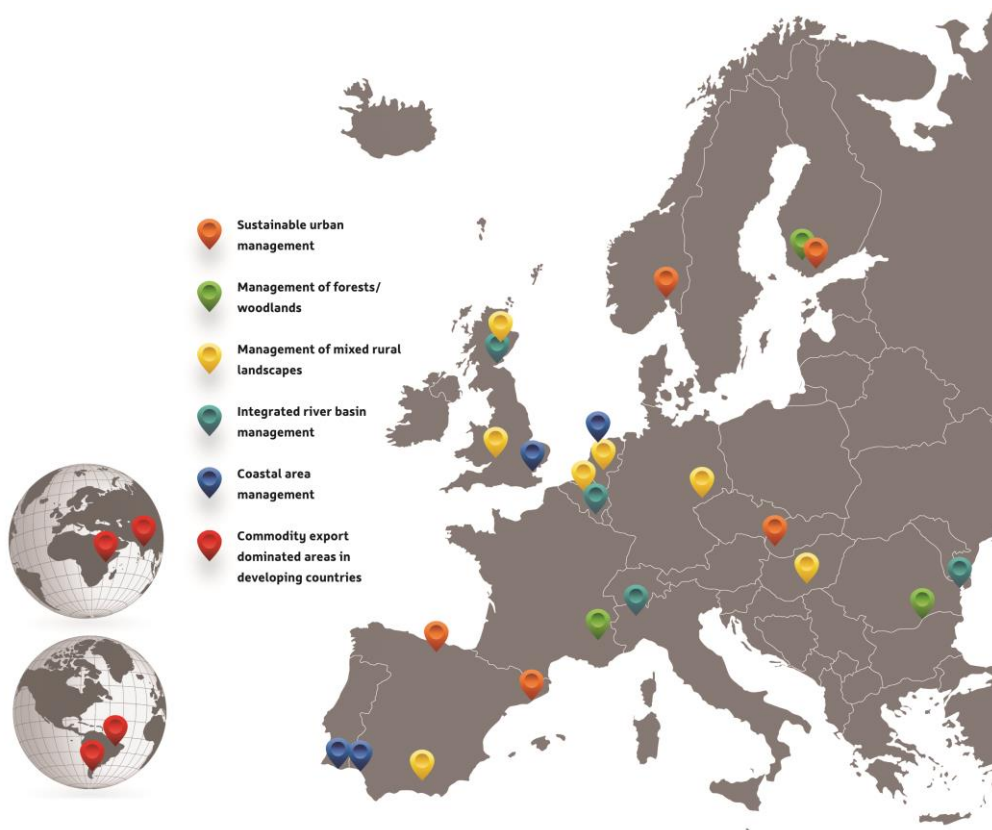 Sustainable urban
management
Management of forests/
woodlands
Management of mixed rural
landscapes
Integrated river basin
management
Coastal area
management
Commodity export
dominated areas in
developing countries